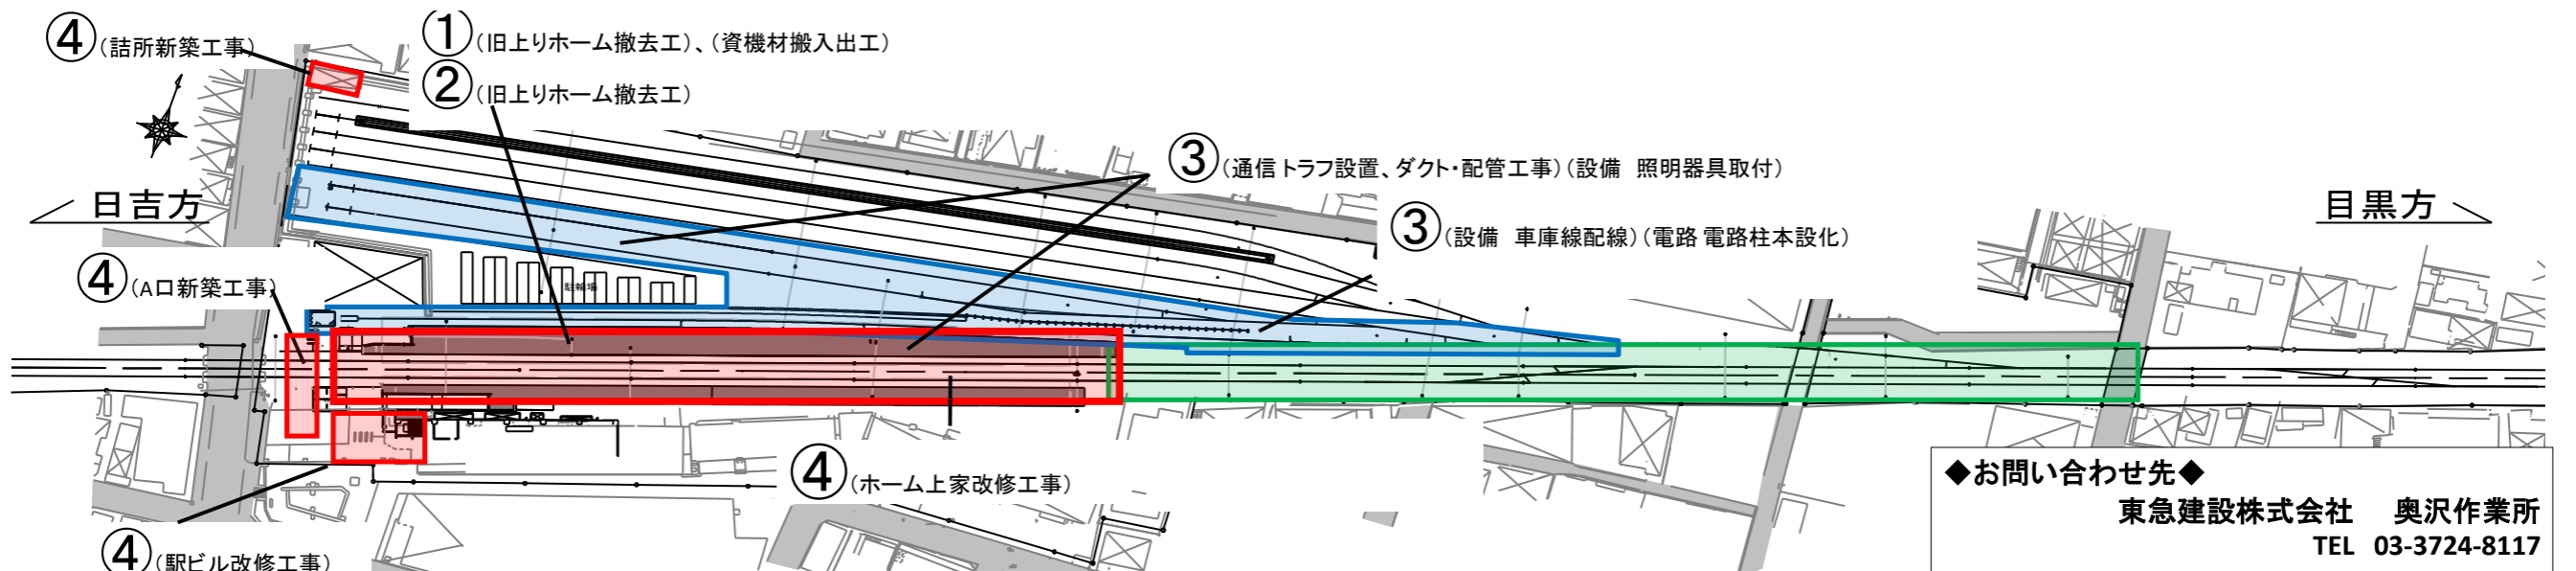 ④(詰所新築工事)
①(旧上りホーム撤去工)、(資機材搬入出工)
②(旧上りホーム撤去工)
③(通信トラフ設置、ダクト・配管工事)(設備 照明器具取付)
日吉方
目黒方
③(設備 車庫線配線)(電路 電路柱本設化)
④(A口新築工事)
駐輪場
④(ホーム上家改修工事)
④(駅ビル改修工事)
◆お問い合わせ先◆
東急建設株式会社 奥沢作業所
TEL 03-3724-8117